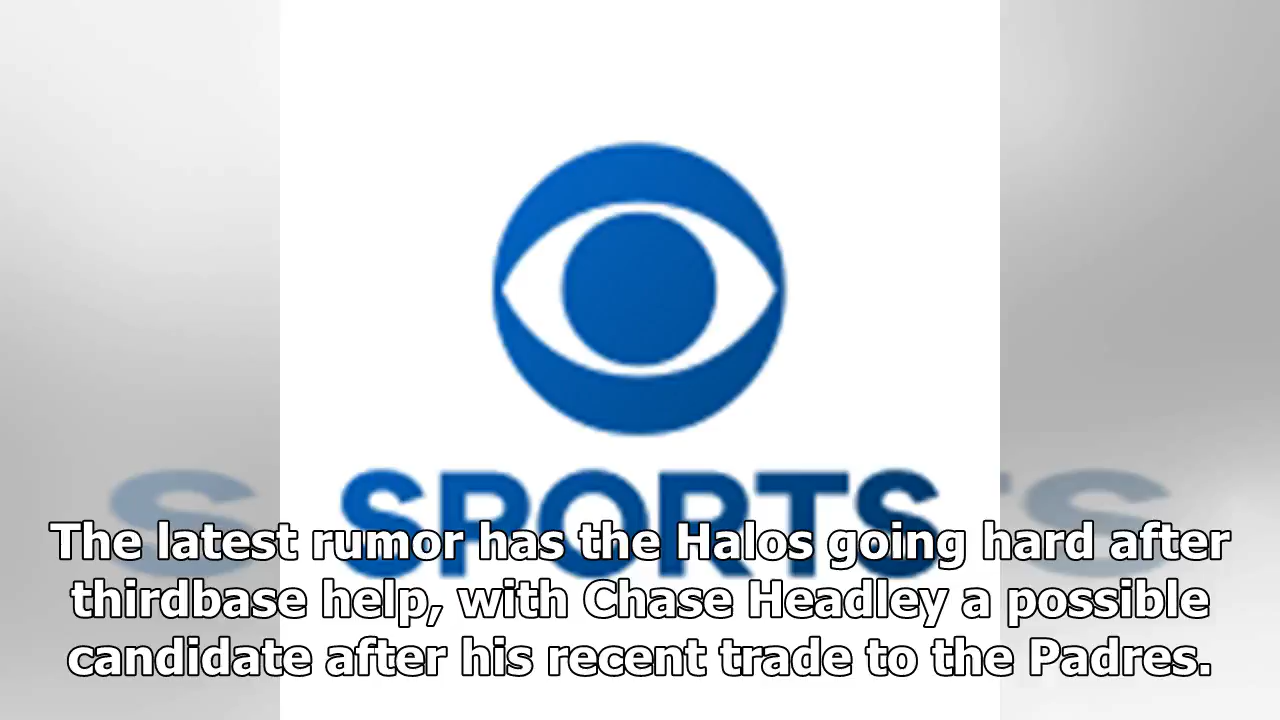 SPORTS
The latest rumor has the Halos going hard after
thirdbase help, with Chase Headley a possible
candidate after his recent trade to the Padres.